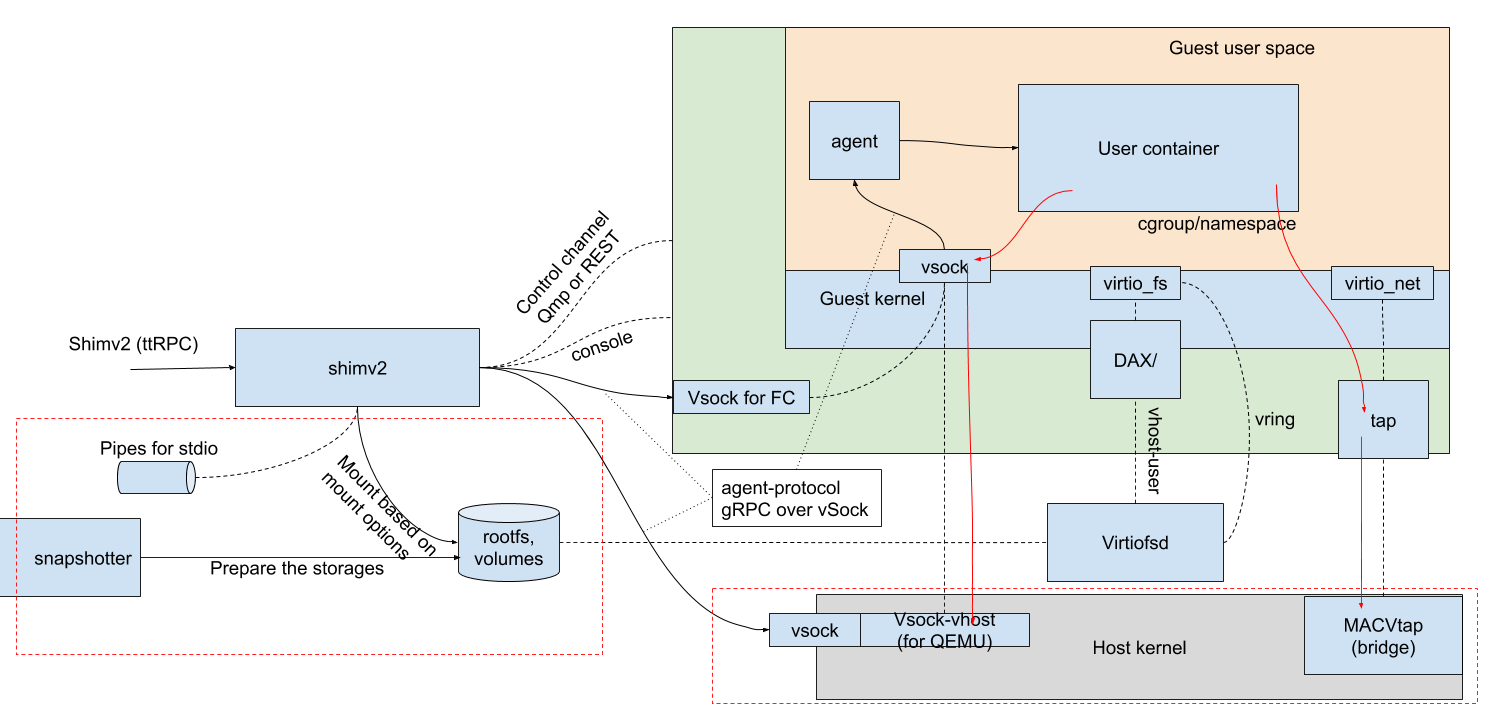 Guest user space
agent
User container
cgroup/namespace
Control channel
Qmp or REST
vsock
virtio_fs
virtio_net
Guest kernel
Shimv2 (ttRPC)
shimv2
console
DAX/
Vsock for FC
vhost-user
vring
tap
Pipes for stdio
Mount based on
mount options
agent-protocol
gRPC over vSock
snapshotter
rootfs,
volumes
Prepare the storages
Virtiofsd
vsock
Vsock-vhost
(for QEMU)
Host kernel
MACVtap
(bridge)